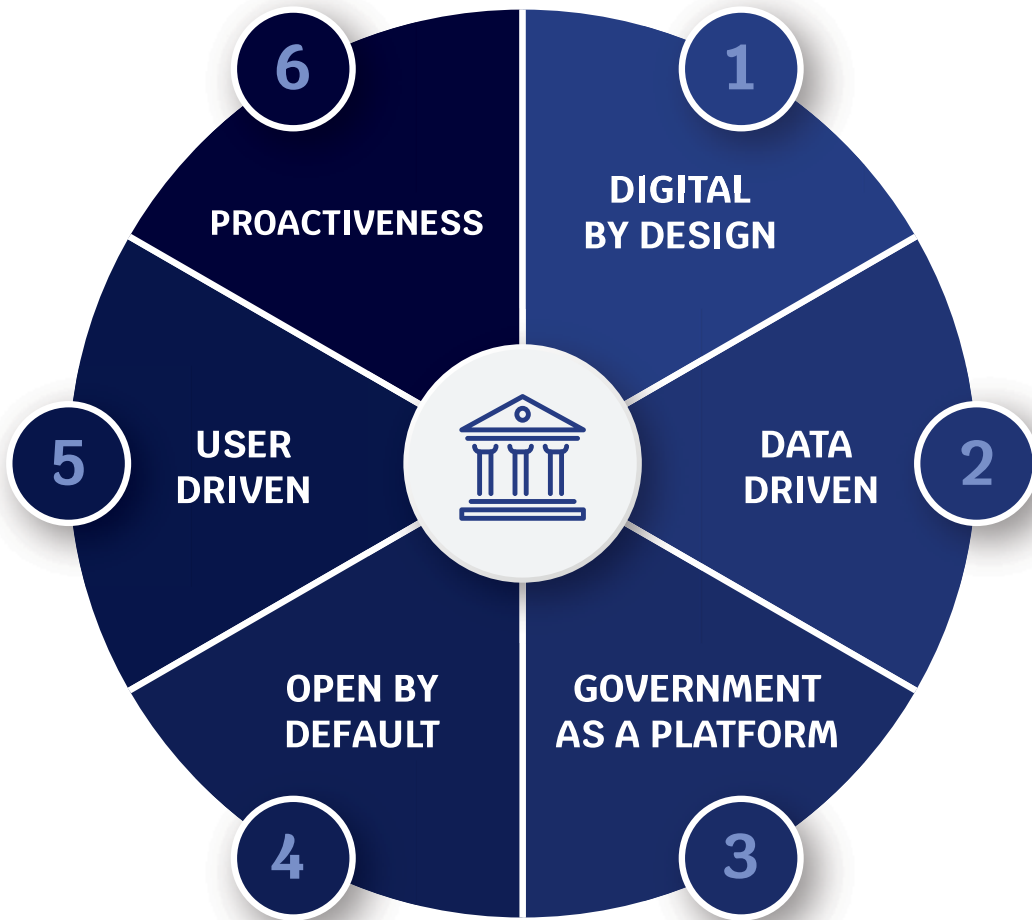 1
DIGITAL
BY DESIGN
2
DATA
DRIVEN
3
GOVERNMENT
AS A PLATFORM
4
OPEN BY
DEFAULT
5
USER
DRIVEN
6
PROACTIVENESS